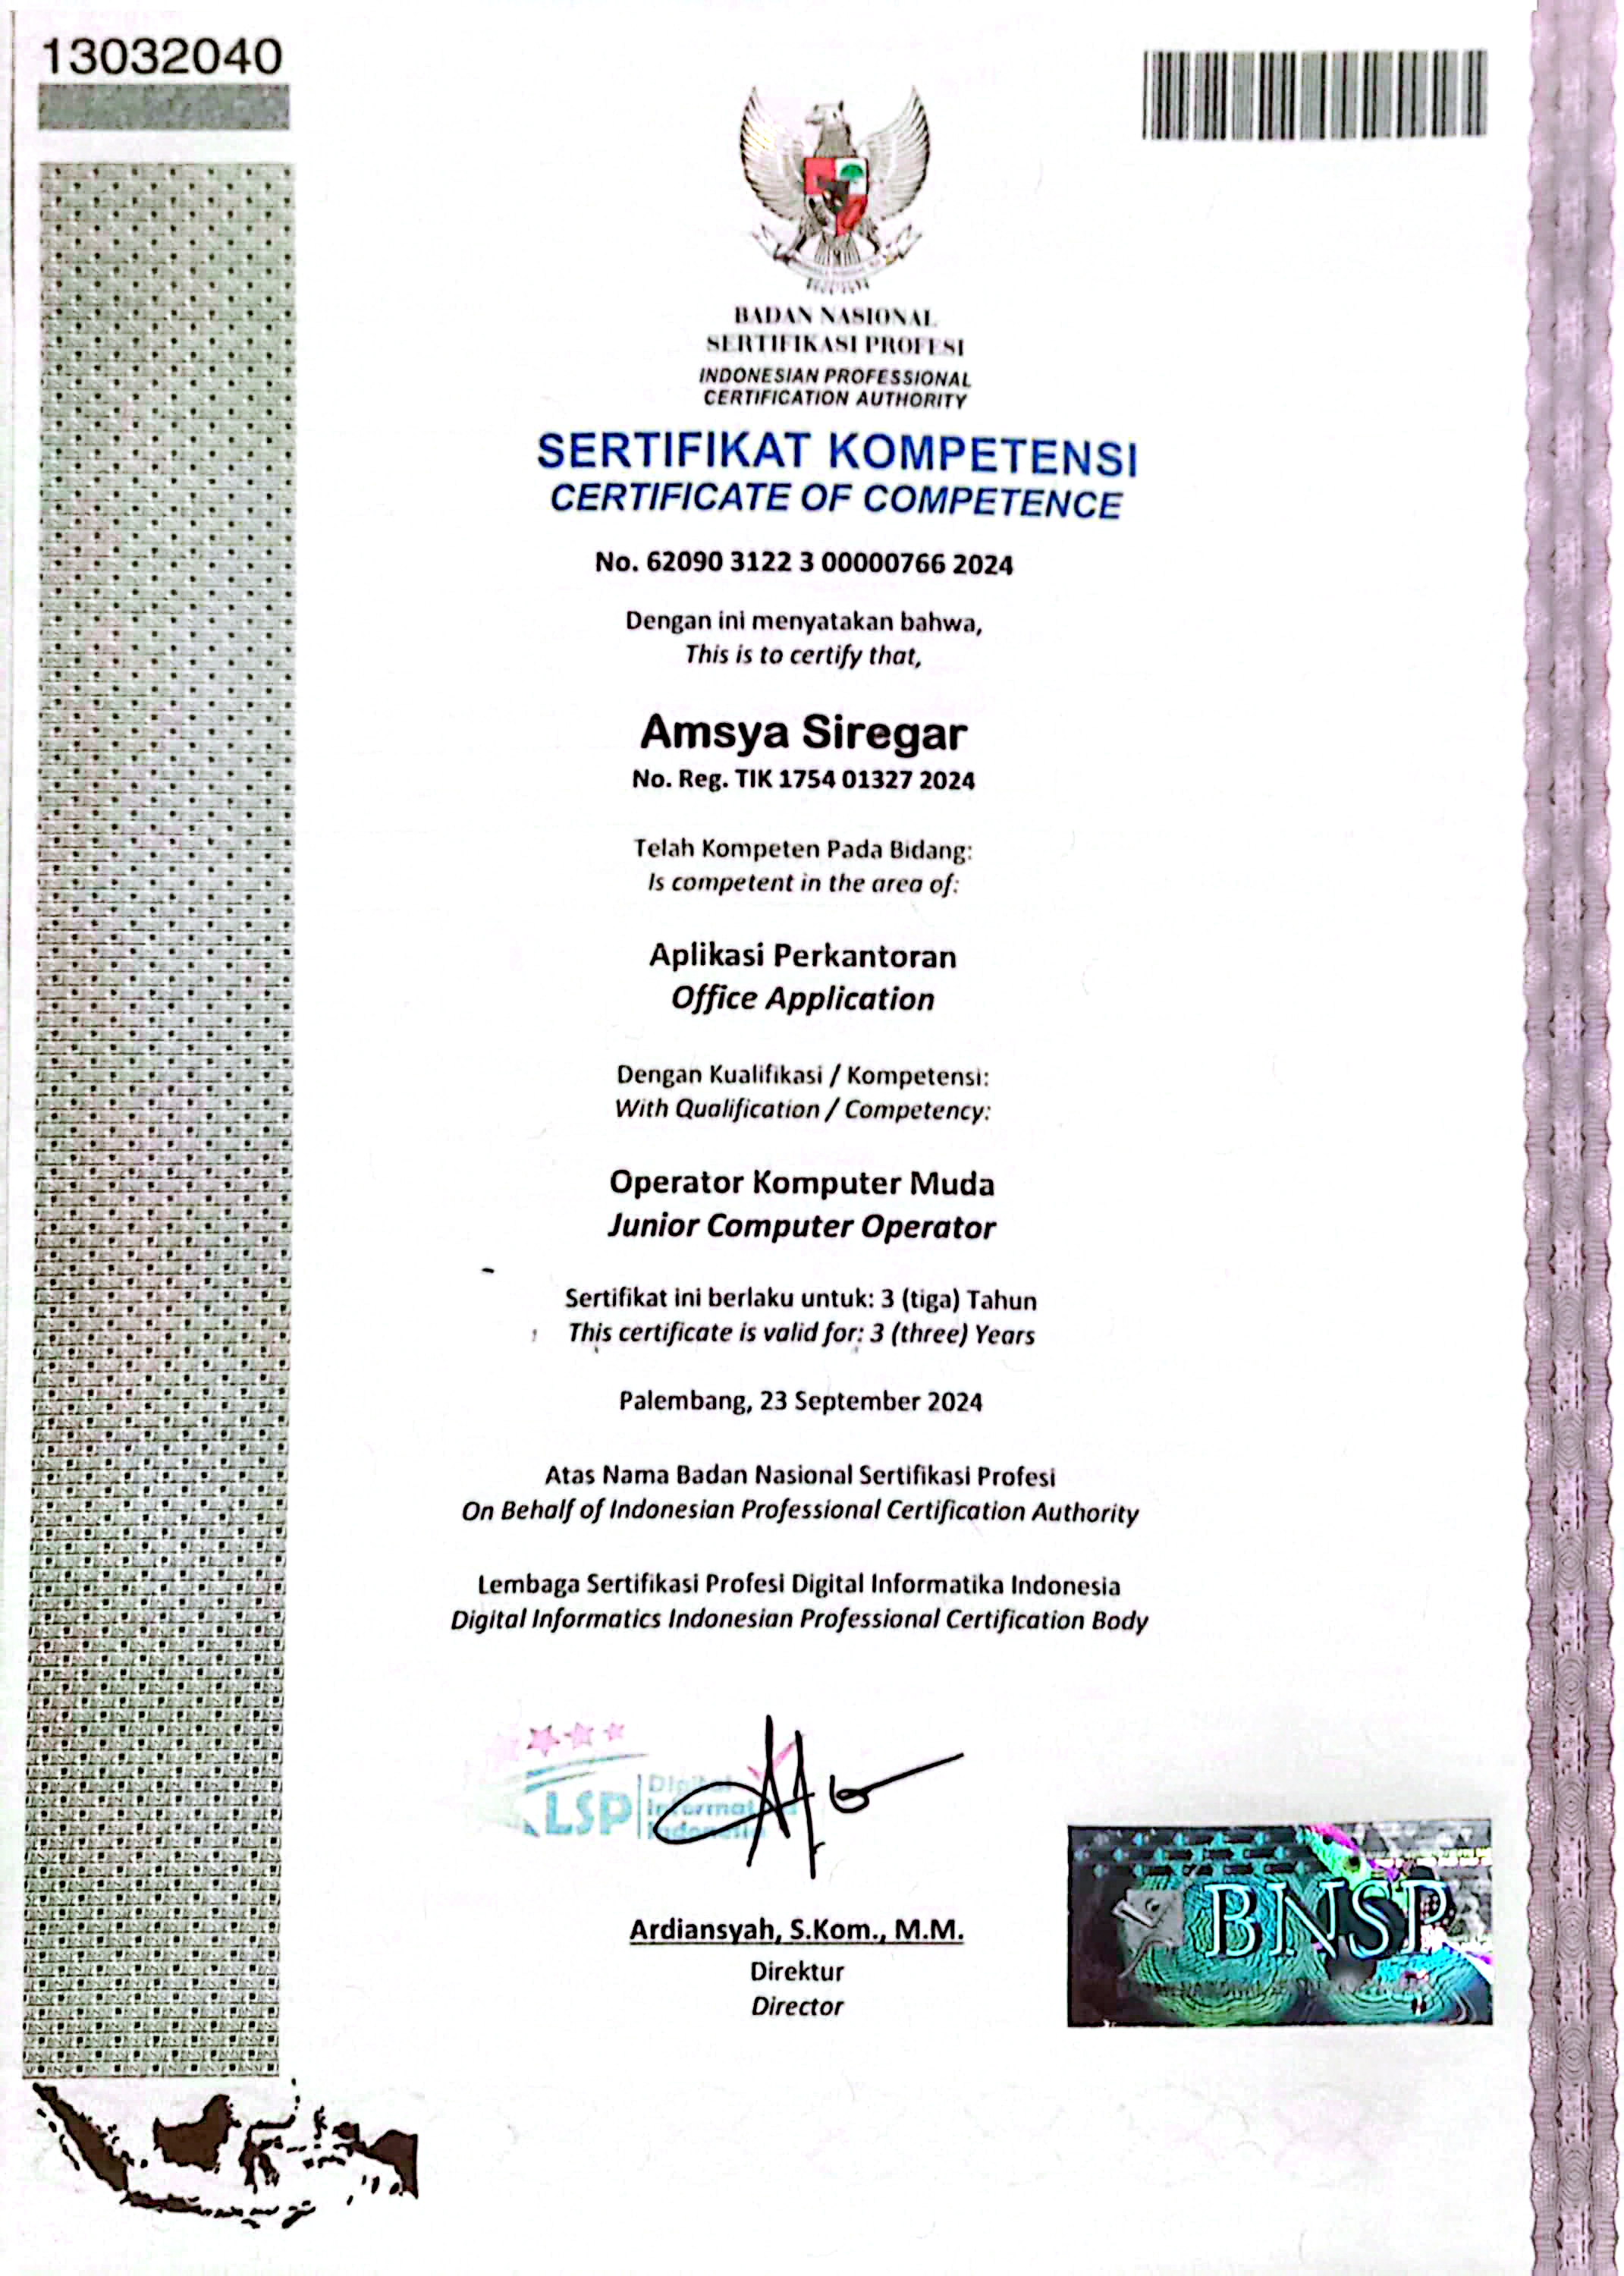 13032040
BADAN NASIONAL
SERTIFIKASI PROFESI
INDONESIAN PROFESSIONAL
CERTIFICATION AUTHORITY
SERTIFIKAT KOMPETENSI
CERTIFICATE OF COMPETENCE
No. 62090 3122 3 00000766 2024
Dengan ini menyatakan bahwa,
This is to certify that,
Amsya Siregar
No. Reg. TIK 1754 01327 2024
Telah Kompeten Pada Bidang:
Is competent in the area of:
Aplikasi Perkantoran
Office Application
Dengan Kualifikasi / Kompetensi:
With Qualification / Competency:
Operator Komputer Muda
Junior Computer Operator
Sertifikat ini berlaku untuk: 3 (tiga) Tahun
This certificate is valid for: 3 (three) Years
Palembang, 23 September 2024
Atas Nama Badan Nasional Sertifikasi Profesi
On Behalf of Indonesian Professional Certification Authority
Lembaga Sertifikasi Profesi Digital Informatika Indonesia
Digital Informatics Indonesian Professional Certification Body
LSP
Digital
Indonesia
BNSP
Ardiansyah, S.Kom., M.M.
Direktur
Director